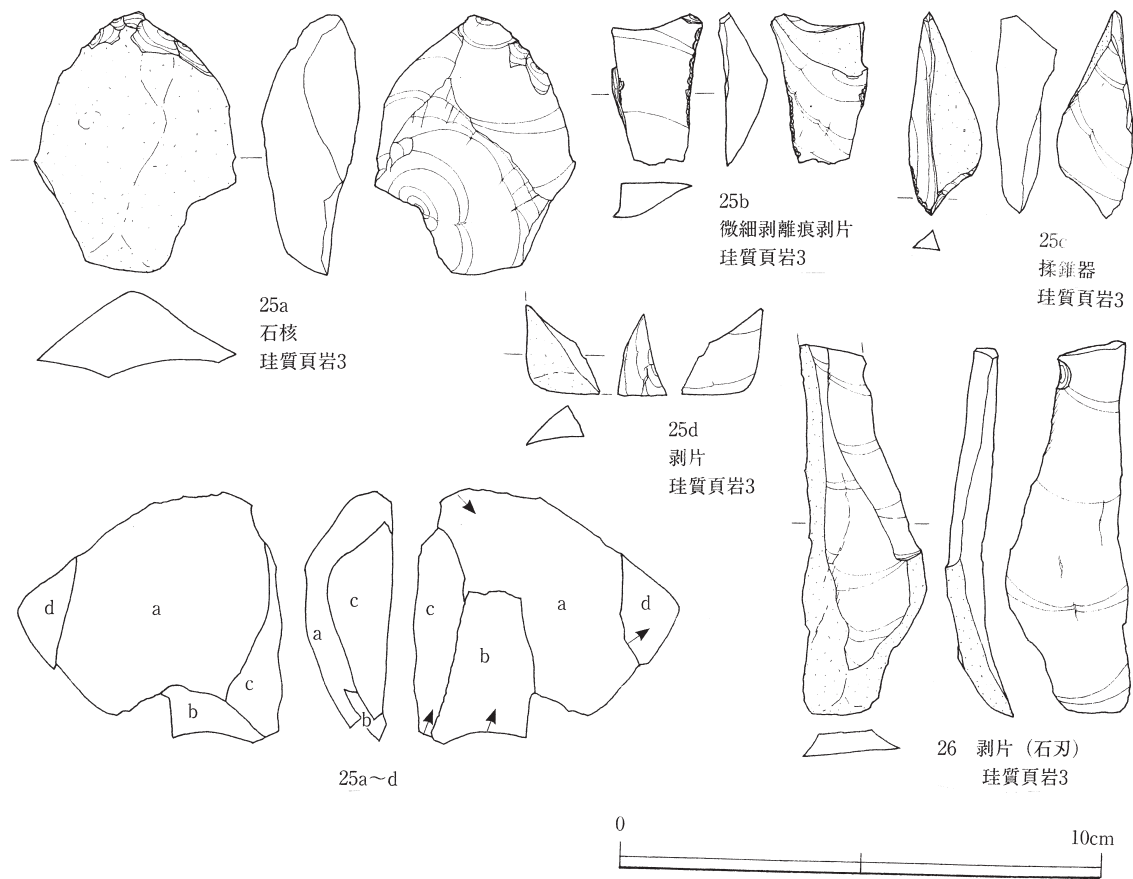 25a
石核
珪質頁岩3
25b
微細剥離痕剥片
珪質頁岩3
25c
揉錐器
珪質頁岩3
25d
剥片
珪質頁岩3
d
a
c
b
a
c
b
c
b
a
d
25a～d
26 剥片（石刃）
珪質頁岩3
0
10cm